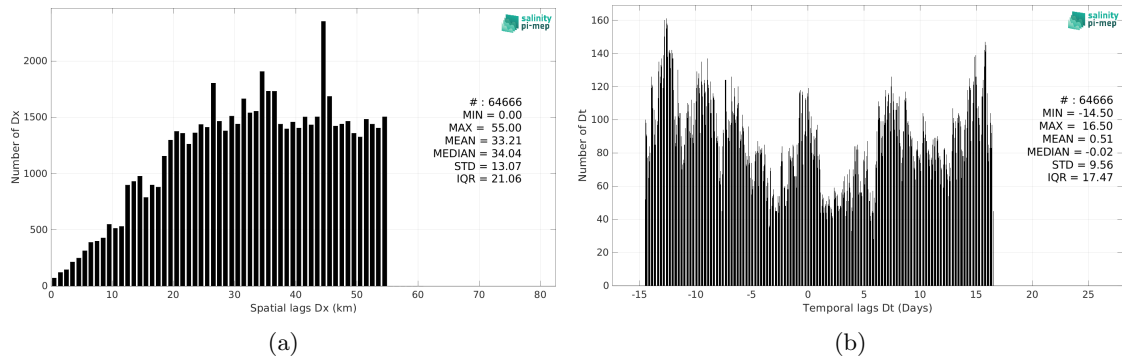 salinity
pi-mep
2000
1500
1000
500
0
Number of Dx
# : 64666
MIN = 0.00
MAX = 55.00
MEAN = 33.21
MEDIAN = 34.04
STD = 13.07
IQR = 21.06
0 10 20 30 40 50 60 70 80
Spatial lags Dx (km)
(a)
salinity
pi-mep
160
140
120
100
80
60
40
20
0
Number of Dt
# : 64666
MIN = -14.50
MAX = 16.50
MEAN = 0.51
MEDIAN = -0.02
STD = 9.56
IQR = 17.47
-15 -10 -5 0 5 10 15 20
Temporal lags Dt (Days)
(b)